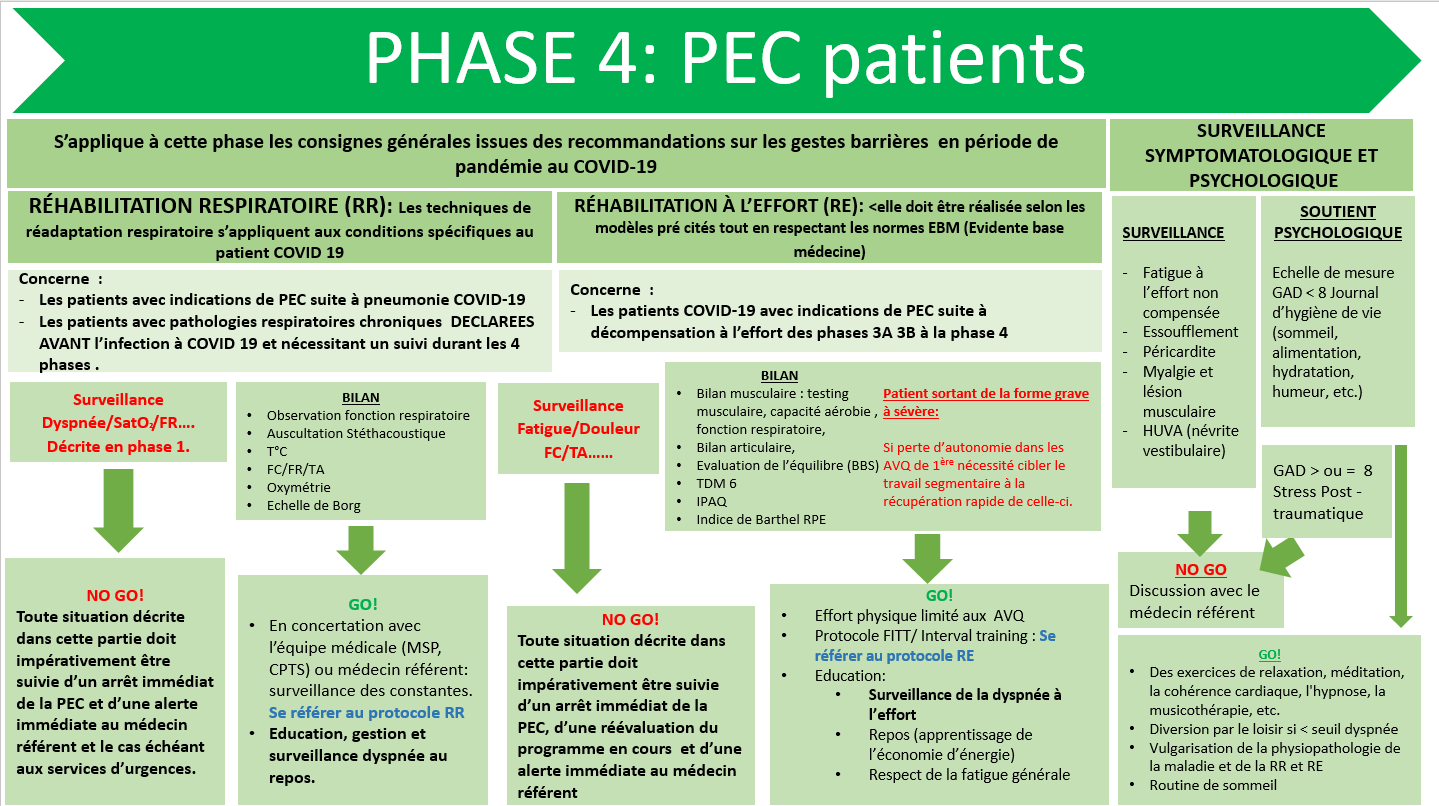 PHASE 4: PEC patients
S’applique à cette phase les consignes générales issues des recommandations sur les gestes barrières en période de
pandémie au COVID-19
SURVEILLANCE
SYMPTOMATOLOGIQUE ET
PSYCHOLOGIQUE
RÉHABILITATION RESPIRATOIRE (RR): Les techniques de
réadaptation respiratoire s’appliquent aux conditions spécifiques au
patient COVID 19
Concerne :
- Les patients avec indications de PEC suite à pneumonie COVID-19
- Les patients avec pathologies respiratoires chroniques DECLAREES
AVANT l’infection à COVID 19 et nécessitant un suivi durant les 4
phases .
RÉHABILITATION À L’EFFORT (RE): <elle doit être réalisée selon les
modèles pré cités tout en respectant les normes EBM (Evidente base
médecine)
Concerne :
- Les patients COVID-19 avec indications de PEC suite à
décompensation à l’effort des phases 3A 3B à la phase 4
SURVEILLANCE
- Fatigue à
l’effort non
compensée
- Essoufflement
- Péricardite
- Myalgie et
lésion
musculaire
- HUVA (névrite
vestibulaire)
SOUTIENT
PSYCHOLOGIQUE
Echelle de mesure
GAD < 8 Journal
d’hygiène de vie
(sommeil,
alimentation,
hydratation,
humeur, etc.)
Surveillance
Dyspnée/SatO₂/FR….
Décrite en phase 1.
BILAN
• Observation fonction respiratoire
• Auscultation Stéthacoustique
• T°C
• FC/FR/TA
• Oxymétrie
• Echelle de Borg
Surveillance
Fatigue/Douleur
FC/TA……
BILAN
• Bilan musculaire : testing
musculaire, capacité aérobie ,
fonction respiratoire,
• Bilan articulaire,
• Evaluation de l’équilibre (BBS)
• TDM 6
• IPAQ
• Indice de Barthel RPE
Patient sortant de la forme grave
à sévère:
Si perte d’autonomie dans les
AVQ de 1ère nécessité cibler le
travail segmentaire à la
récupération rapide de celle-ci.
GAD > ou = 8
Stress Post -
traumatique
NO GO!
Toute situation décrite
dans cette partie doit
impérativement être
suivie d’un arrêt immédiat
de la PEC et d’une alerte
immédiate au médecin
référent et le cas échéant
aux services d’urgences.
GO!
• En concertation avec
l’équipe médicale (MSP,
CPTS) ou médecin référent:
surveillance des constantes.
Se référer au protocole RR
• Education, gestion et
surveillance dyspnée au
repos.
NO GO!
Toute situation décrite dans
cette partie doit
impérativement être suivie
d’un arrêt immédiat de la
PEC, d’une réévaluation du
programme en cours et d’une
alerte immédiate au médecin
référent
GO!
• Effort physique limité aux AVQ
• Protocole FITT/ Interval training : Se
référer au protocole RE
• Education:
• Surveillance de la dyspnée à
l’effort
• Repos (apprentissage de
l’économie d’énergie)
• Respect de la fatigue générale
NO GO
Discussion avec le
médecin référent
GO!
• Des exercices de relaxation, méditation,
la cohérence cardiaque, l'hypnose, la
musicothérapie, etc.
• Diversion par le loisir si < seuil dyspnée
• Vulgarisation de la physiopathologie de
la maladie et de la RR et RE
• Routine de sommeil